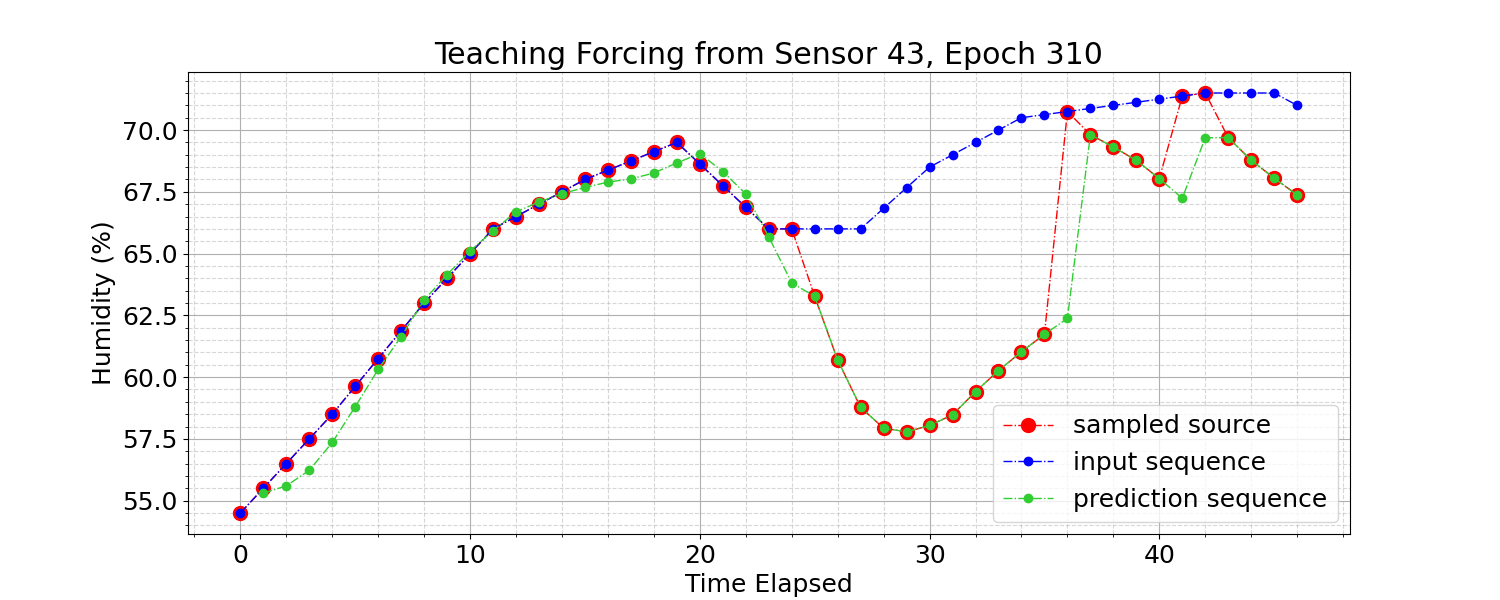 Teaching Forcing from Sensor 43, Epoch 310
Humidity (%)
70.0
67.5
65.0
62.5
60.0
57.5
55.0
sampled source
input sequence
prediction sequence
0 10 20 30 40
Time Elapsed